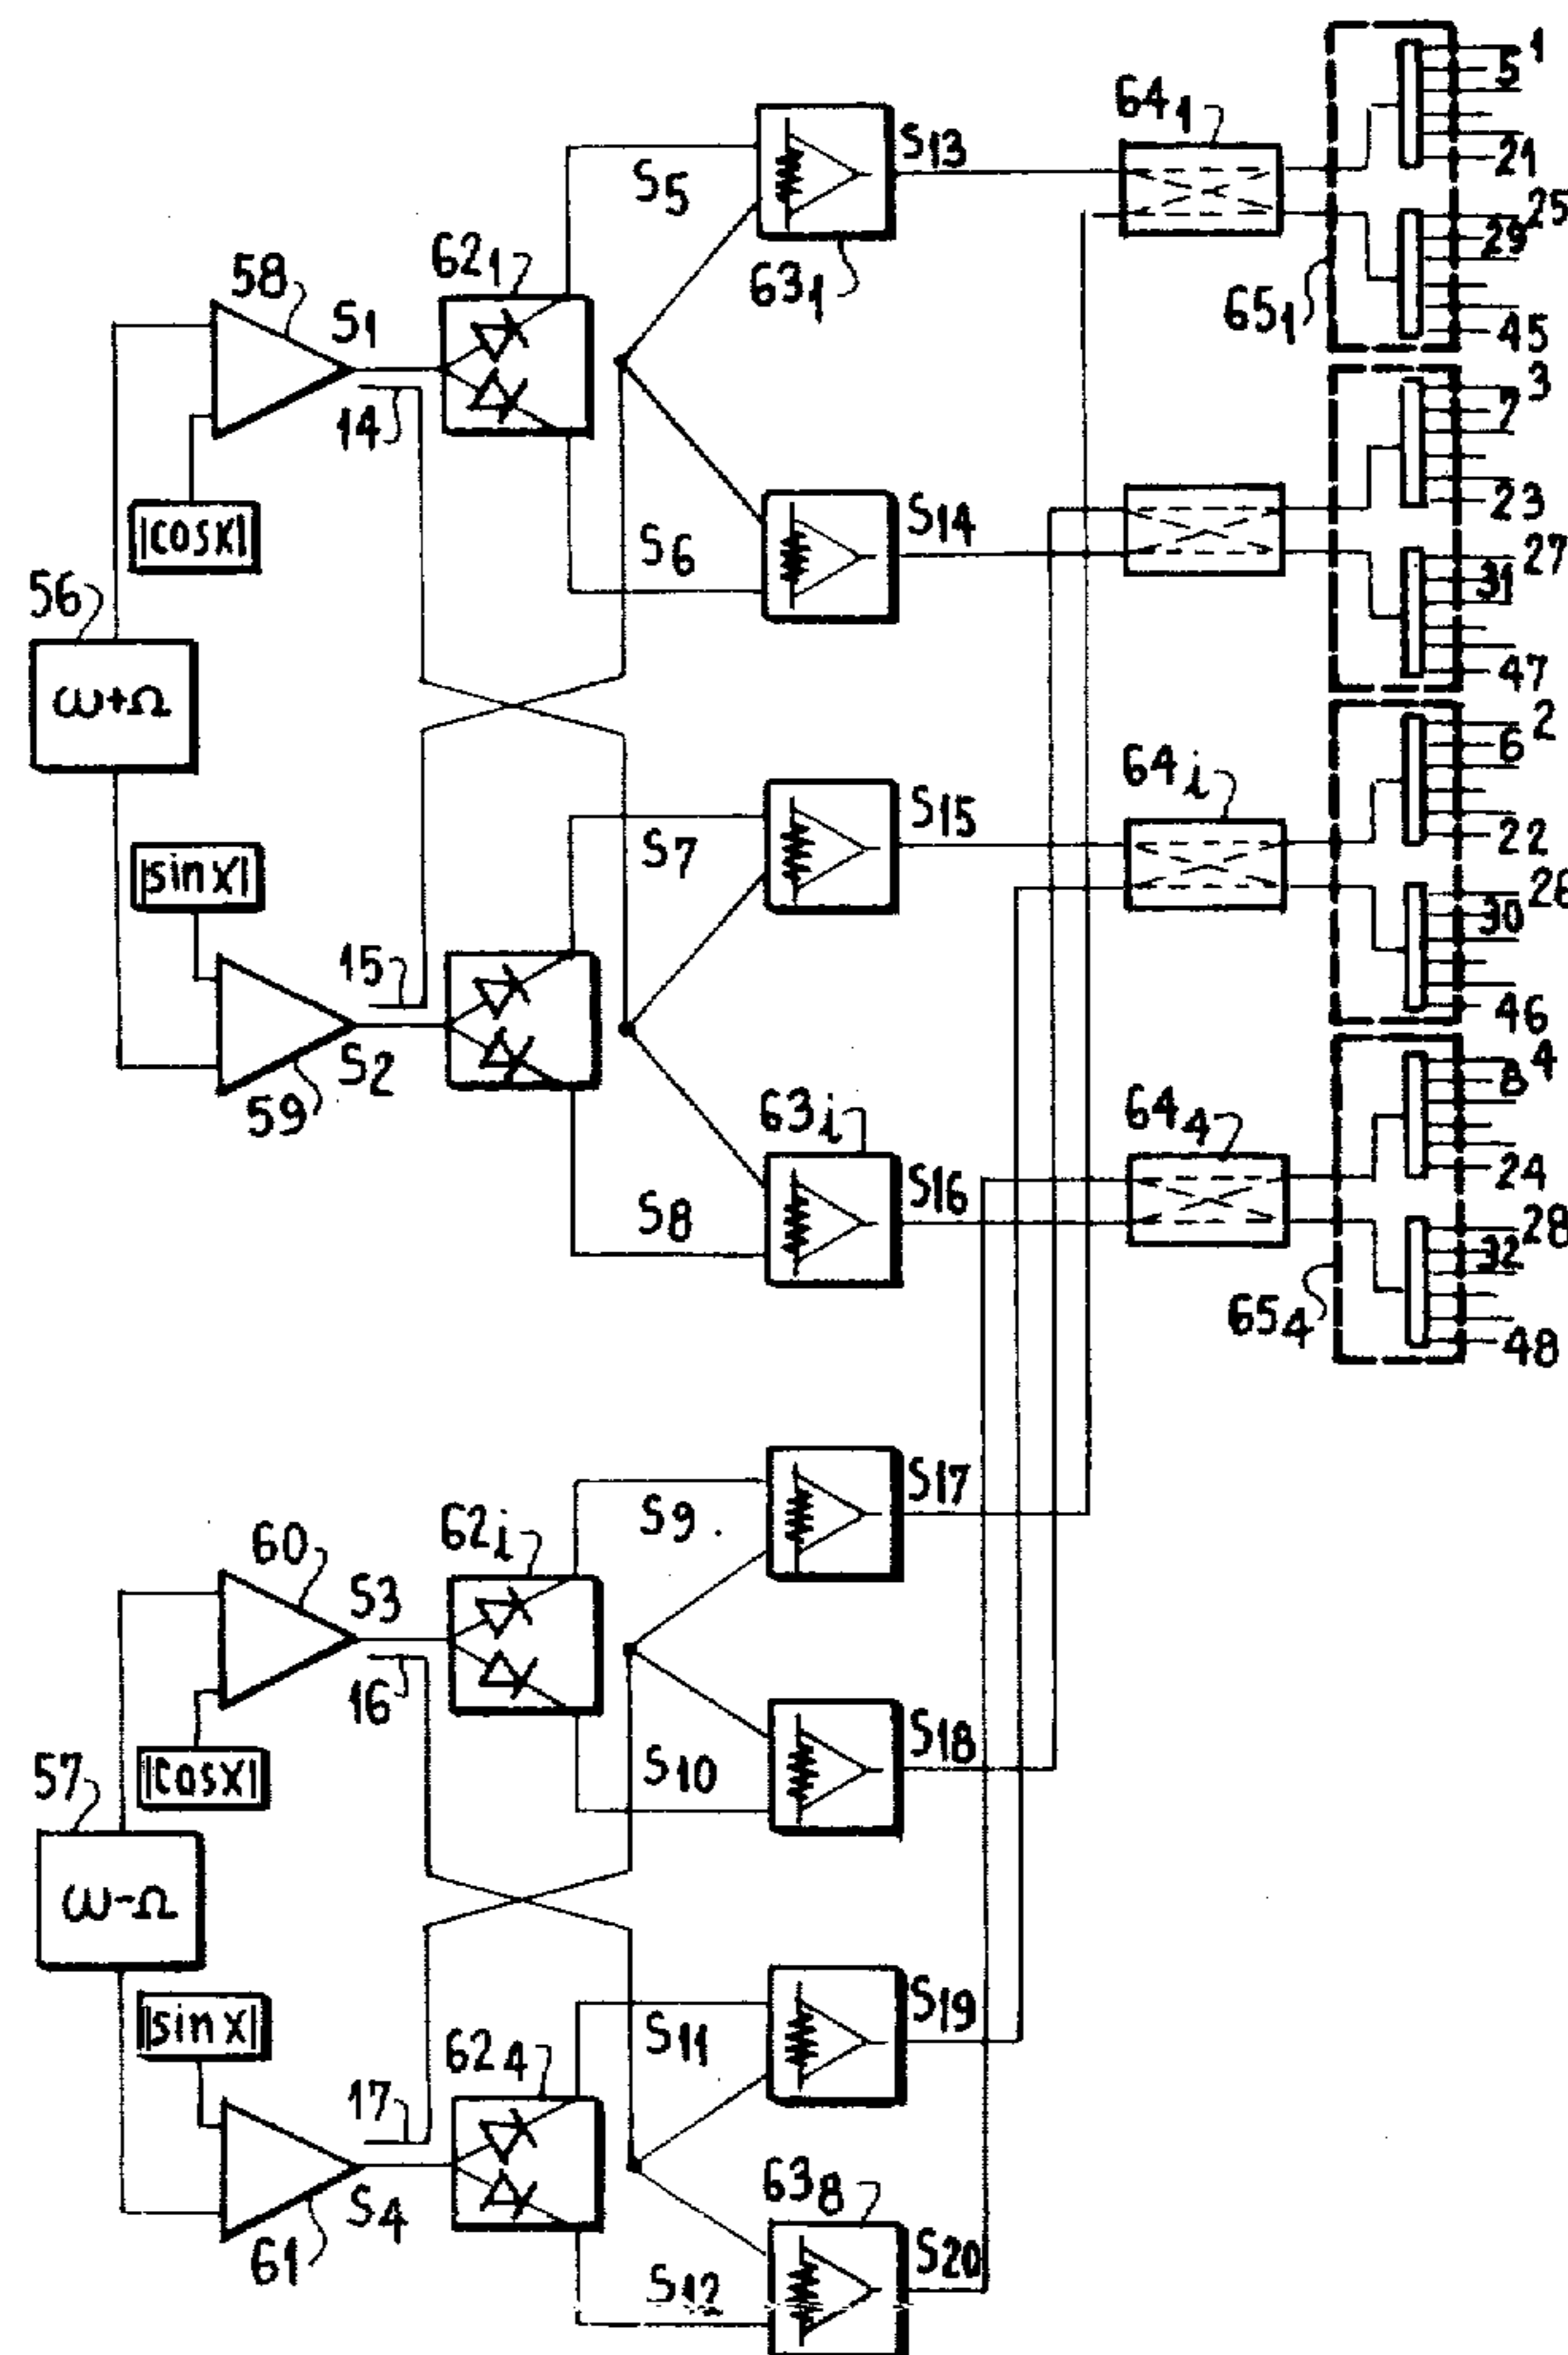 1
5
64₁
S13
21
S5
25
62₁
29
58
63₁
S1
65₁
45
3
7
14
S14
23
|cosx|
S6
27
56
31
ω+Ω
47
2
6
64i
S15
S7
22
|sinx|
26
30
15
46
S2
4
8
59
63i
64₄
24
S16
S8
28
32
65₄
48
S17
62i
S9
60
S3
16
S18
|cosx|
S10
57
ω-Ω
S19
|sinx|
S11
62₄
17
63₈
S4
S20
61
S12